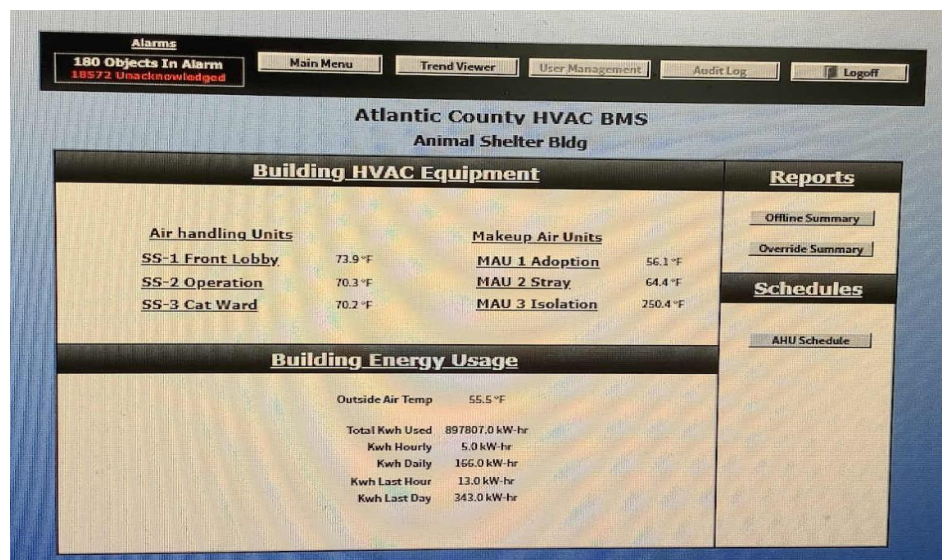 Alarms
180 Objects In Alarm
18572 Unacknowledged
Main Menu
Trend Viewer
User Management
Audit Log
Logoff
Atlantic County HVAC BMS
Animal Shelter Bldg
Building HVAC Equipment
Air handling Units
SS-1 Front Lobby 73.9 °F
SS-2 Operation 70.3 °F
SS-3 Cat Ward 70.2 °F
Makeup Air Units
MAU 1 Adoption 56.1 °F
MAU 2 Stray 64.4 °F
MAU 3 Isolation 250.4 °F
Reports
Offline Summary
Override Summary
Schedules
AHU Schedule
Building Energy Usage
Outside Air Temp 55.5 °F
Total Kwh Used 897807.0 kW-hr
Kwh Hourly 5.0 kW-hr
Kwh Daily 166.0 kW-hr
Kwh Last Hour 13.0 kW-hr
Kwh Last Day 343.0 kW-hr